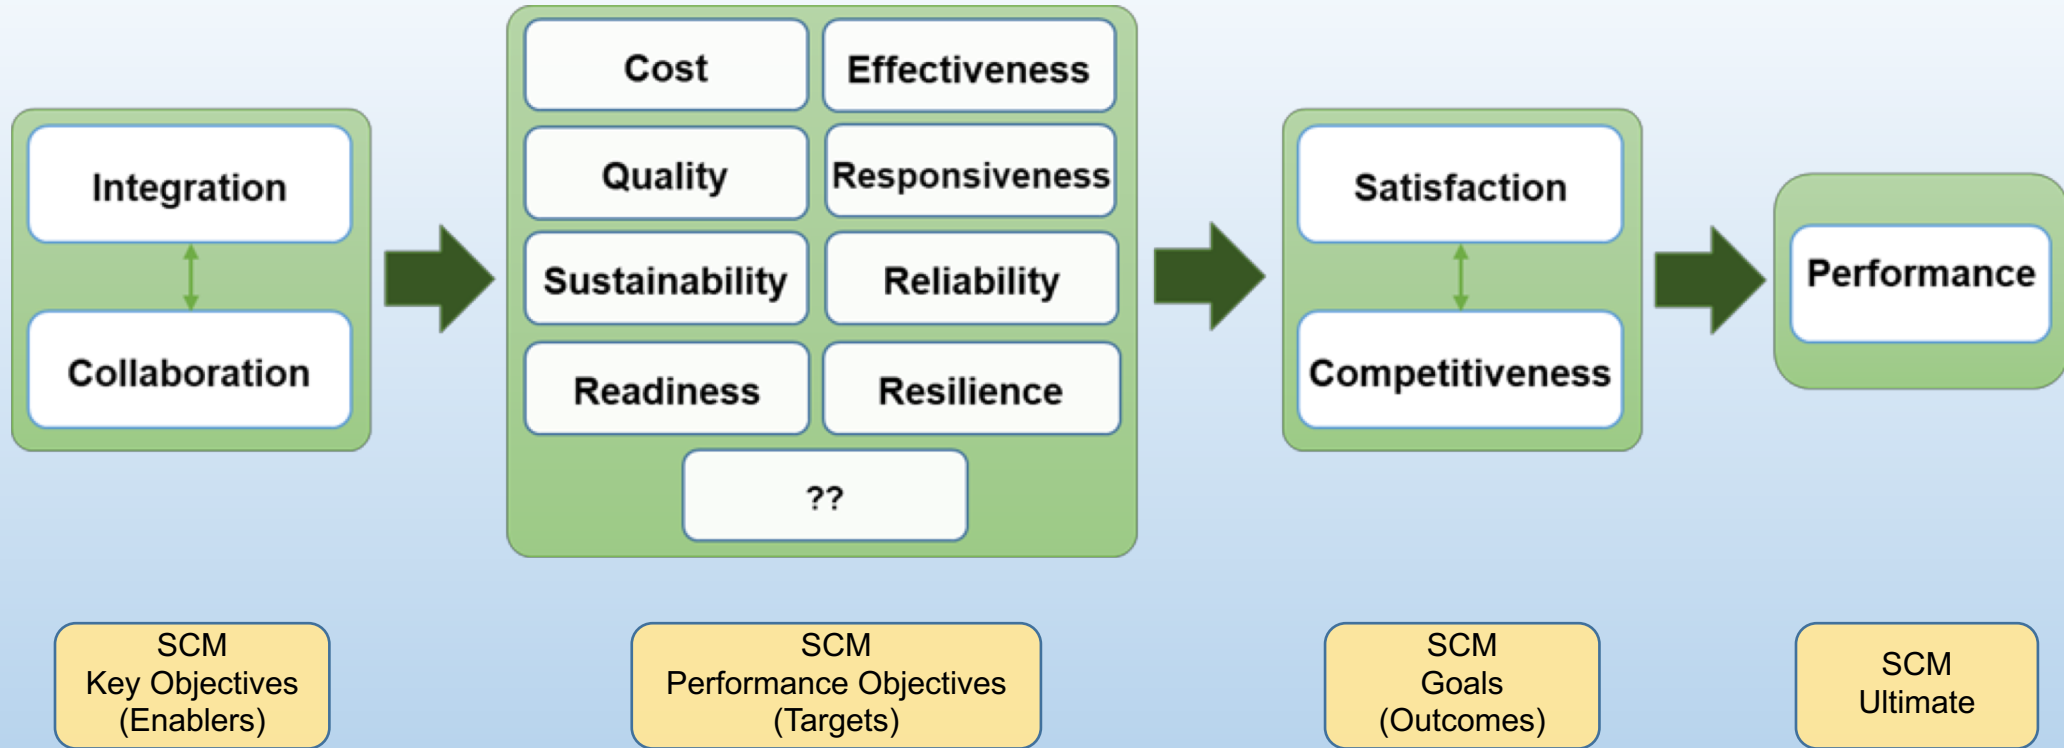 Integration
Collaboration
Cost
Effectiveness
Quality
Responsiveness
Sustainability
Reliability
Readiness
Resilience
??
Satisfaction
Competitiveness
Performance
SCM
Key Objectives
(Enablers)
SCM
Performance Objectives
(Targets)
SCM
Goals
(Outcomes)
SCM
Ultimate